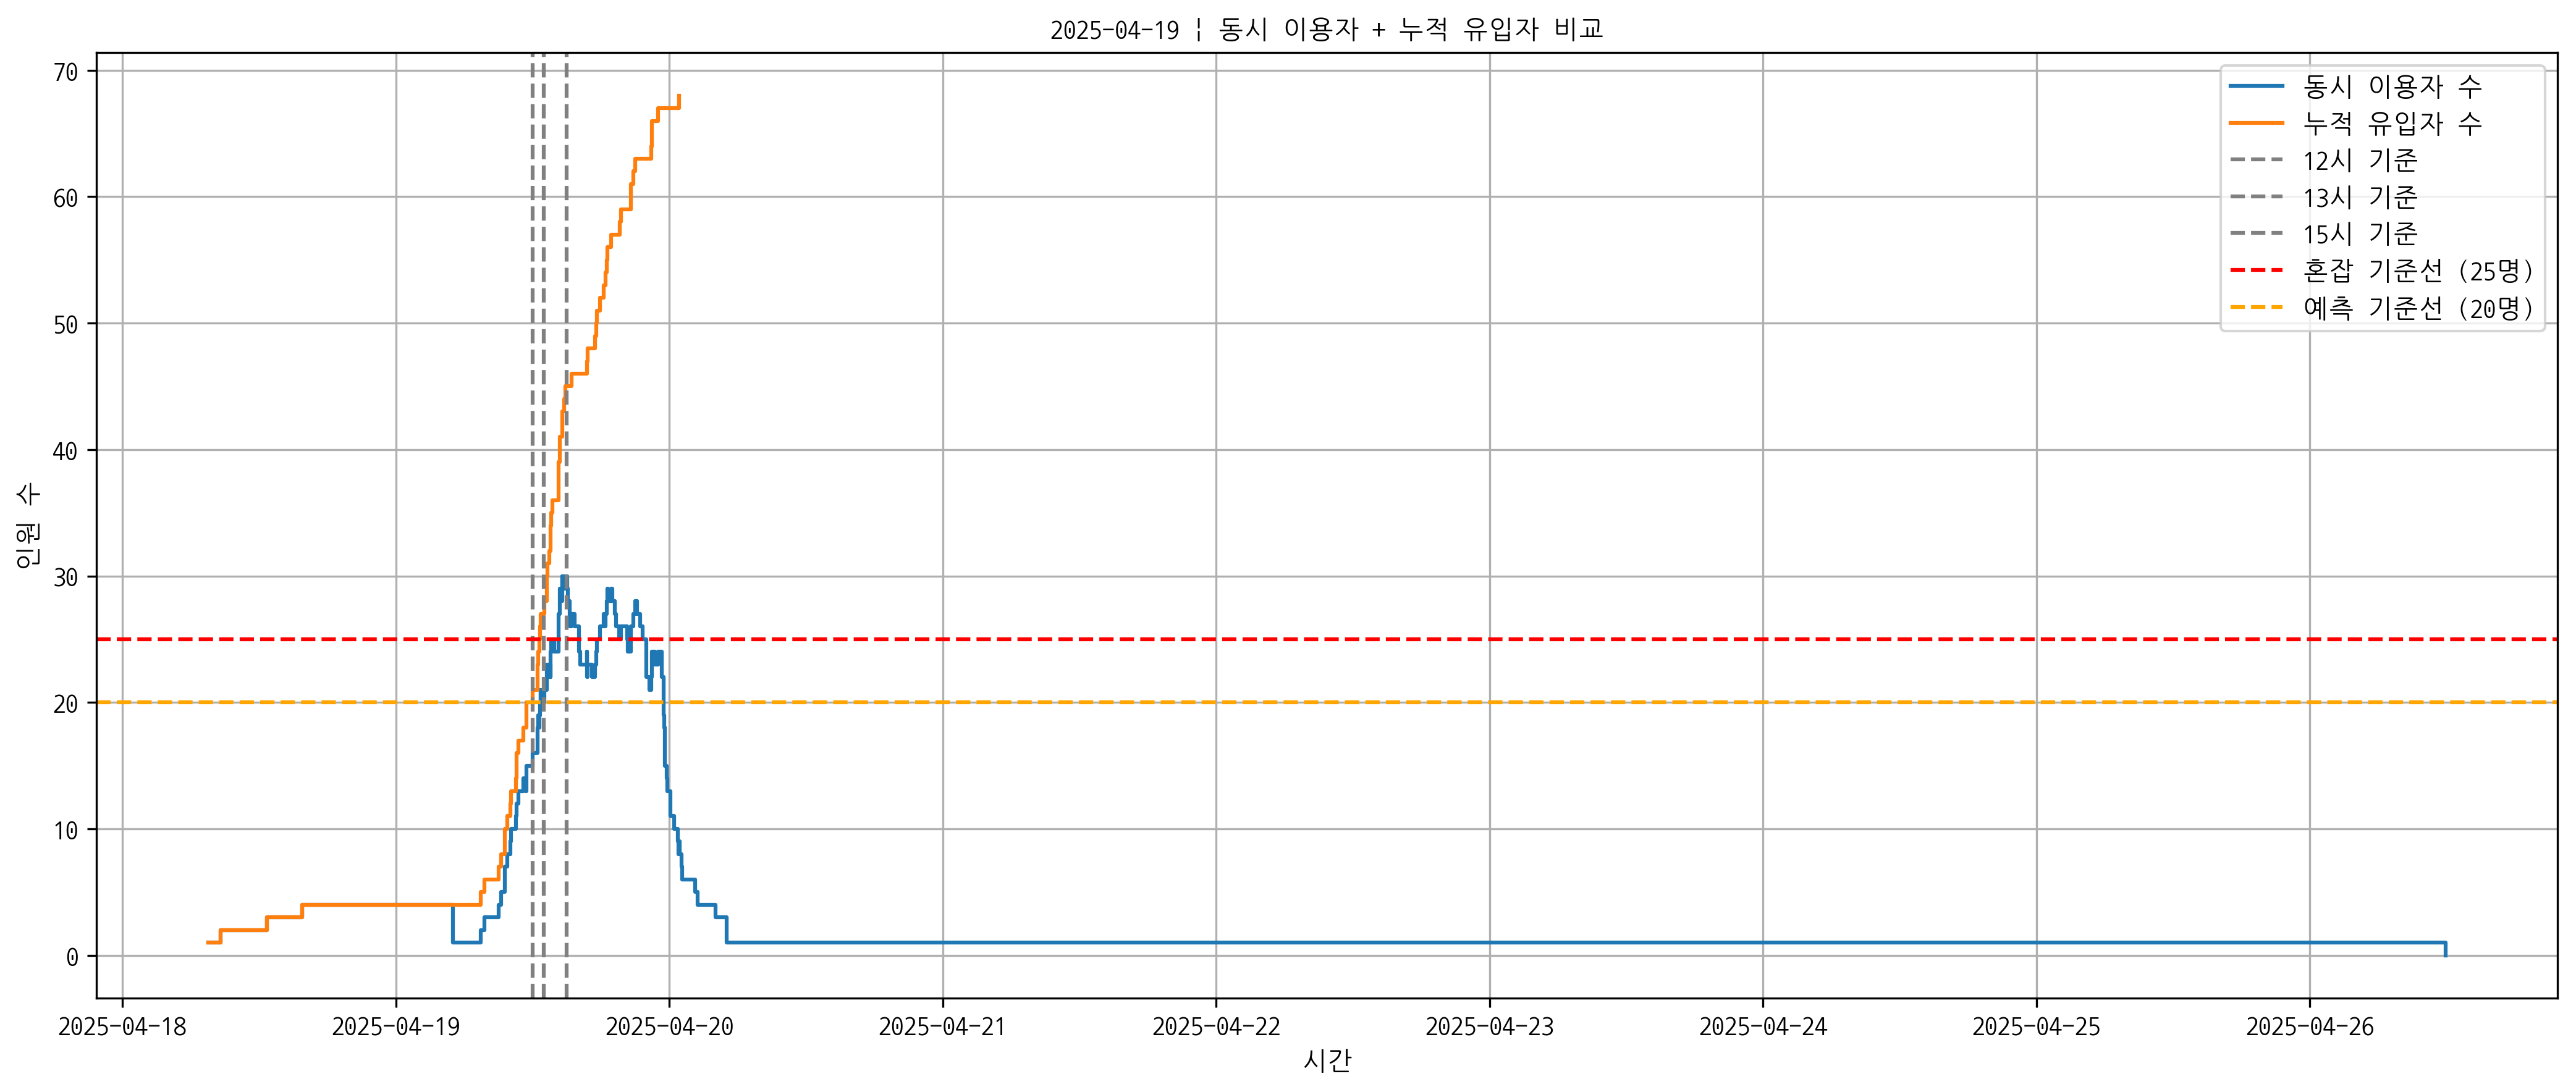 2025-04-19 | 동시 이용자 + 누적 유입자 비교
70
60
50
40
30
20
10
0
인원 수
동시 이용자 수
누적 유입자 수
12시 기준
13시 기준
15시 기준
혼잡 기준선 (25명)
예측 기준선 (20명)
2025-04-18 2025-04-19 2025-04-20 2025-04-21 2025-04-22 2025-04-23 2025-04-24 2025-04-25 2025-04-26
시간